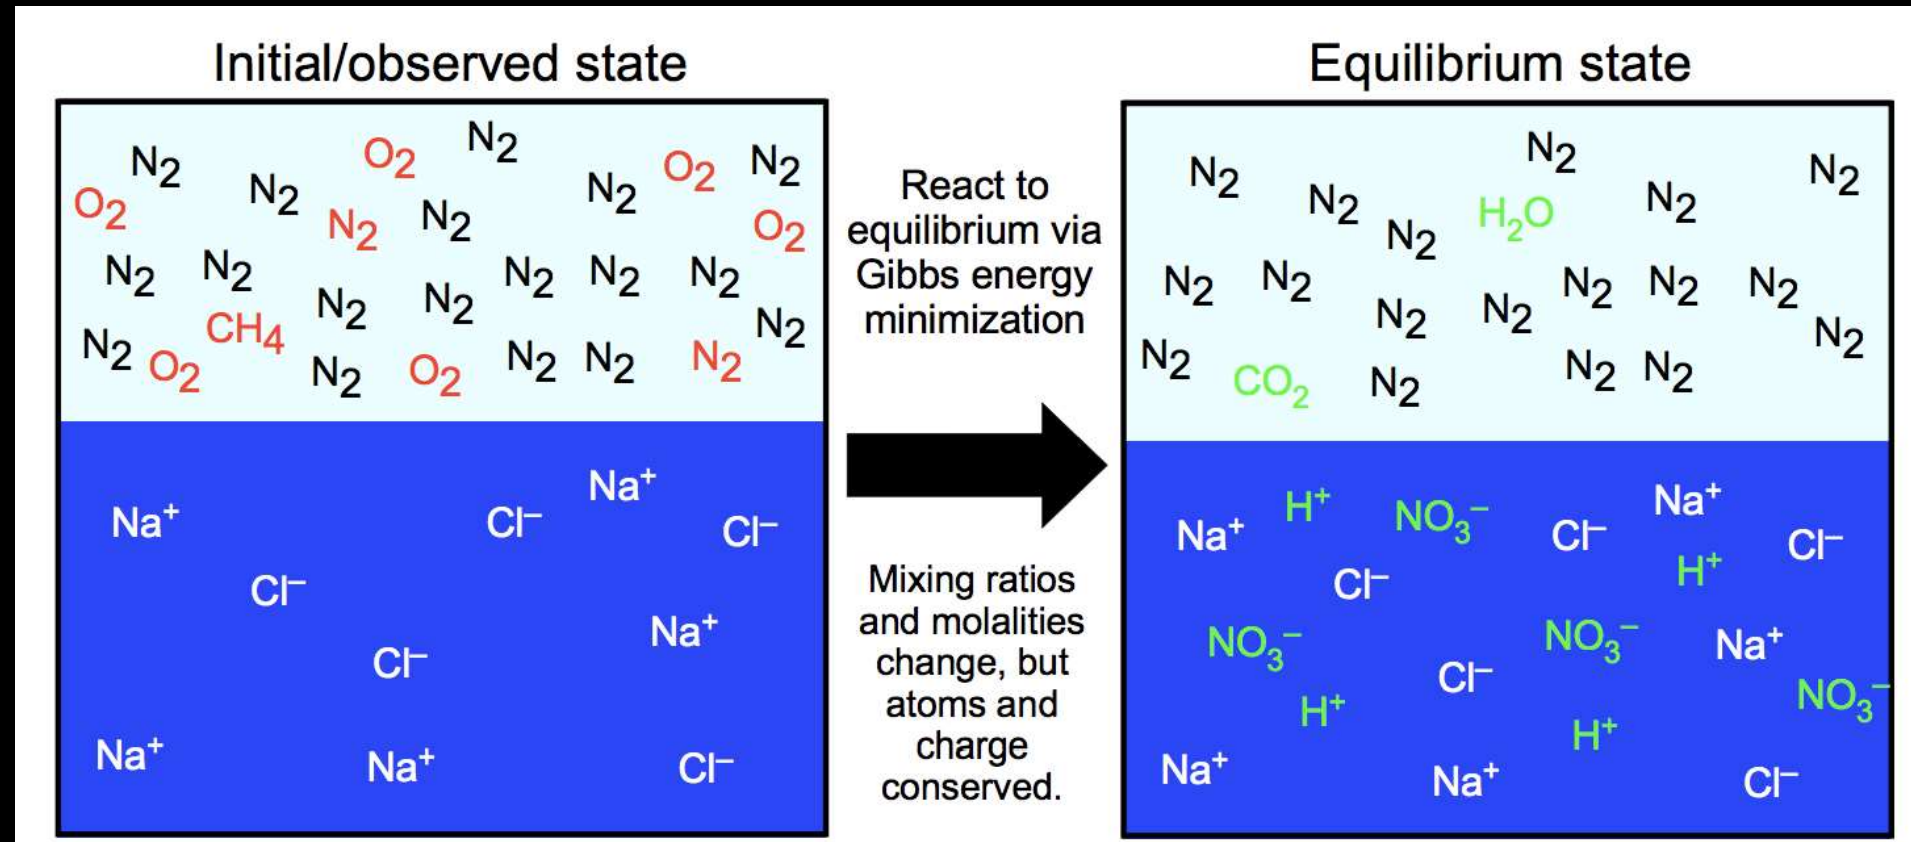 Initial/observed state
Equilibrium state
N₂ O₂ N₂ O₂ N₂
O₂ N₂ N₂ N₂ N₂ O₂
N₂ N₂ N₂ N₂ N₂
CH₄ N₂ N₂ N₂
N₂ O₂ N₂ O₂ N₂ N₂ N₂
Na⁺ Cl⁻ Na⁺ Cl⁻
Cl⁻
Cl⁻ Na⁺
Na⁺ Na⁺ Cl⁻
React to
equilibrium via
Gibbs energy
minimization
Mixing ratios
and molalities
change, but
atoms and
charge
conserved.
N₂ N₂ N₂
N₂ N₂ H₂O N₂
N₂ N₂ N₂ N₂ N₂
N₂ N₂ N₂
N₂ CO₂ N₂ N₂ N₂
Na⁺ H⁺ NO₃⁻ Cl⁻ Na⁺ Cl⁻
Cl⁻ H⁺
NO₃⁻ Cl⁻ NO₃⁻ Na⁺
H⁺ H⁺ NO₃⁻
Na⁺ Na⁺ Cl⁻